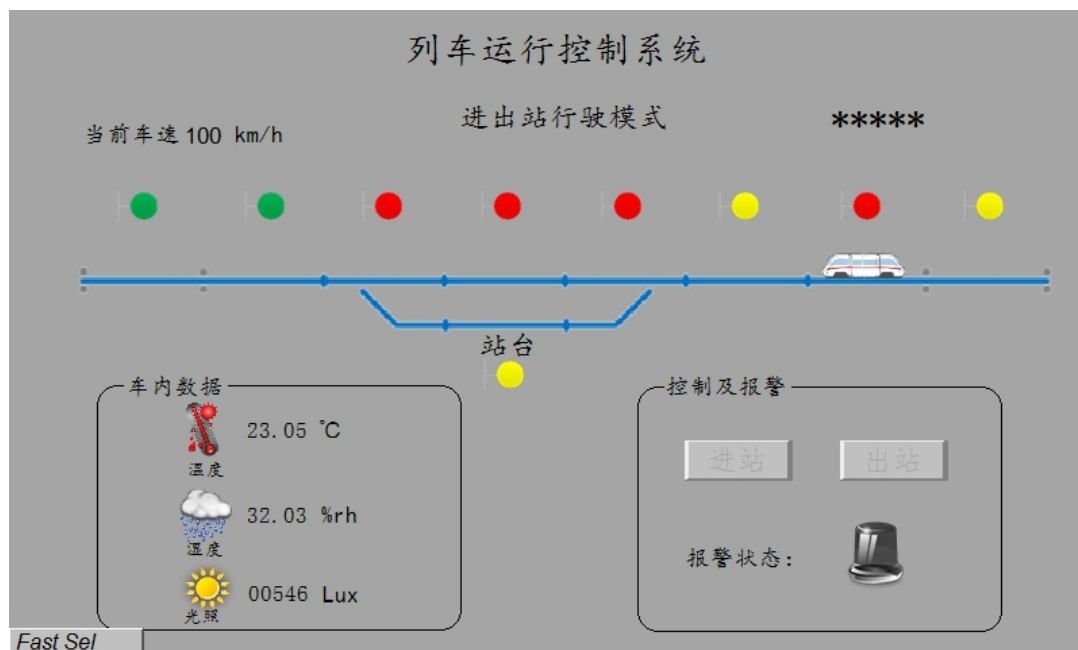 列车运行控制系统
进出站行驶模式 *****
当前车速 100 km/h
站台
车内数据
23.05 ℃
温度
32.03 %rh
湿度
00546 Lux
光照
控制及报警
进站 出站
报警状态:
Fast Sel